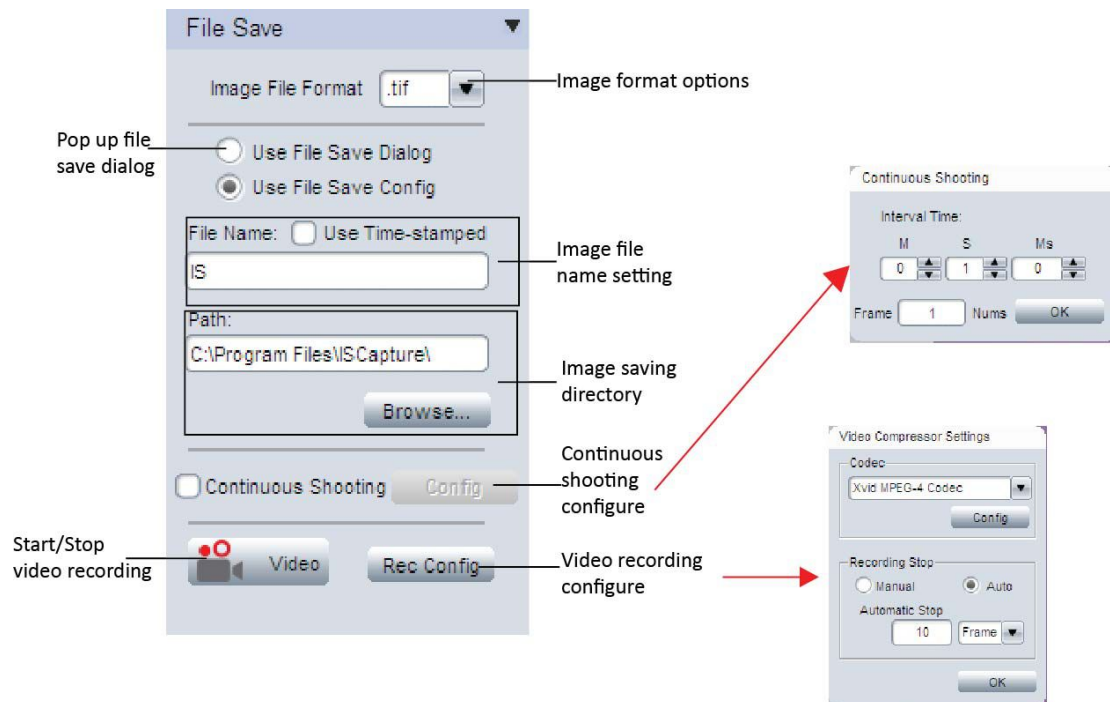 File Save
Image File Format .tif
Image format options
Pop up file
save dialog
Use File Save Dialog
Use File Save Config
File Name: Use Time-stamped
IS
Image file
name setting
Path:
C:\Program Files\ISCapture\
Browse...
Image saving
directory
Continuous Shooting Config
Continuous
shooting
configure
Start/Stop
video recording
Video
Rec Config
Video recording
configure
Continuous Shooting
Interval Time:
M S Ms
0 1 0
Frame 1 Nums OK
Video Compressor Settings
Codec
Xvid MPEG-4 Codec
Config
Recording Stop
Manual Auto
Automatic Stop
10 Frame
OK